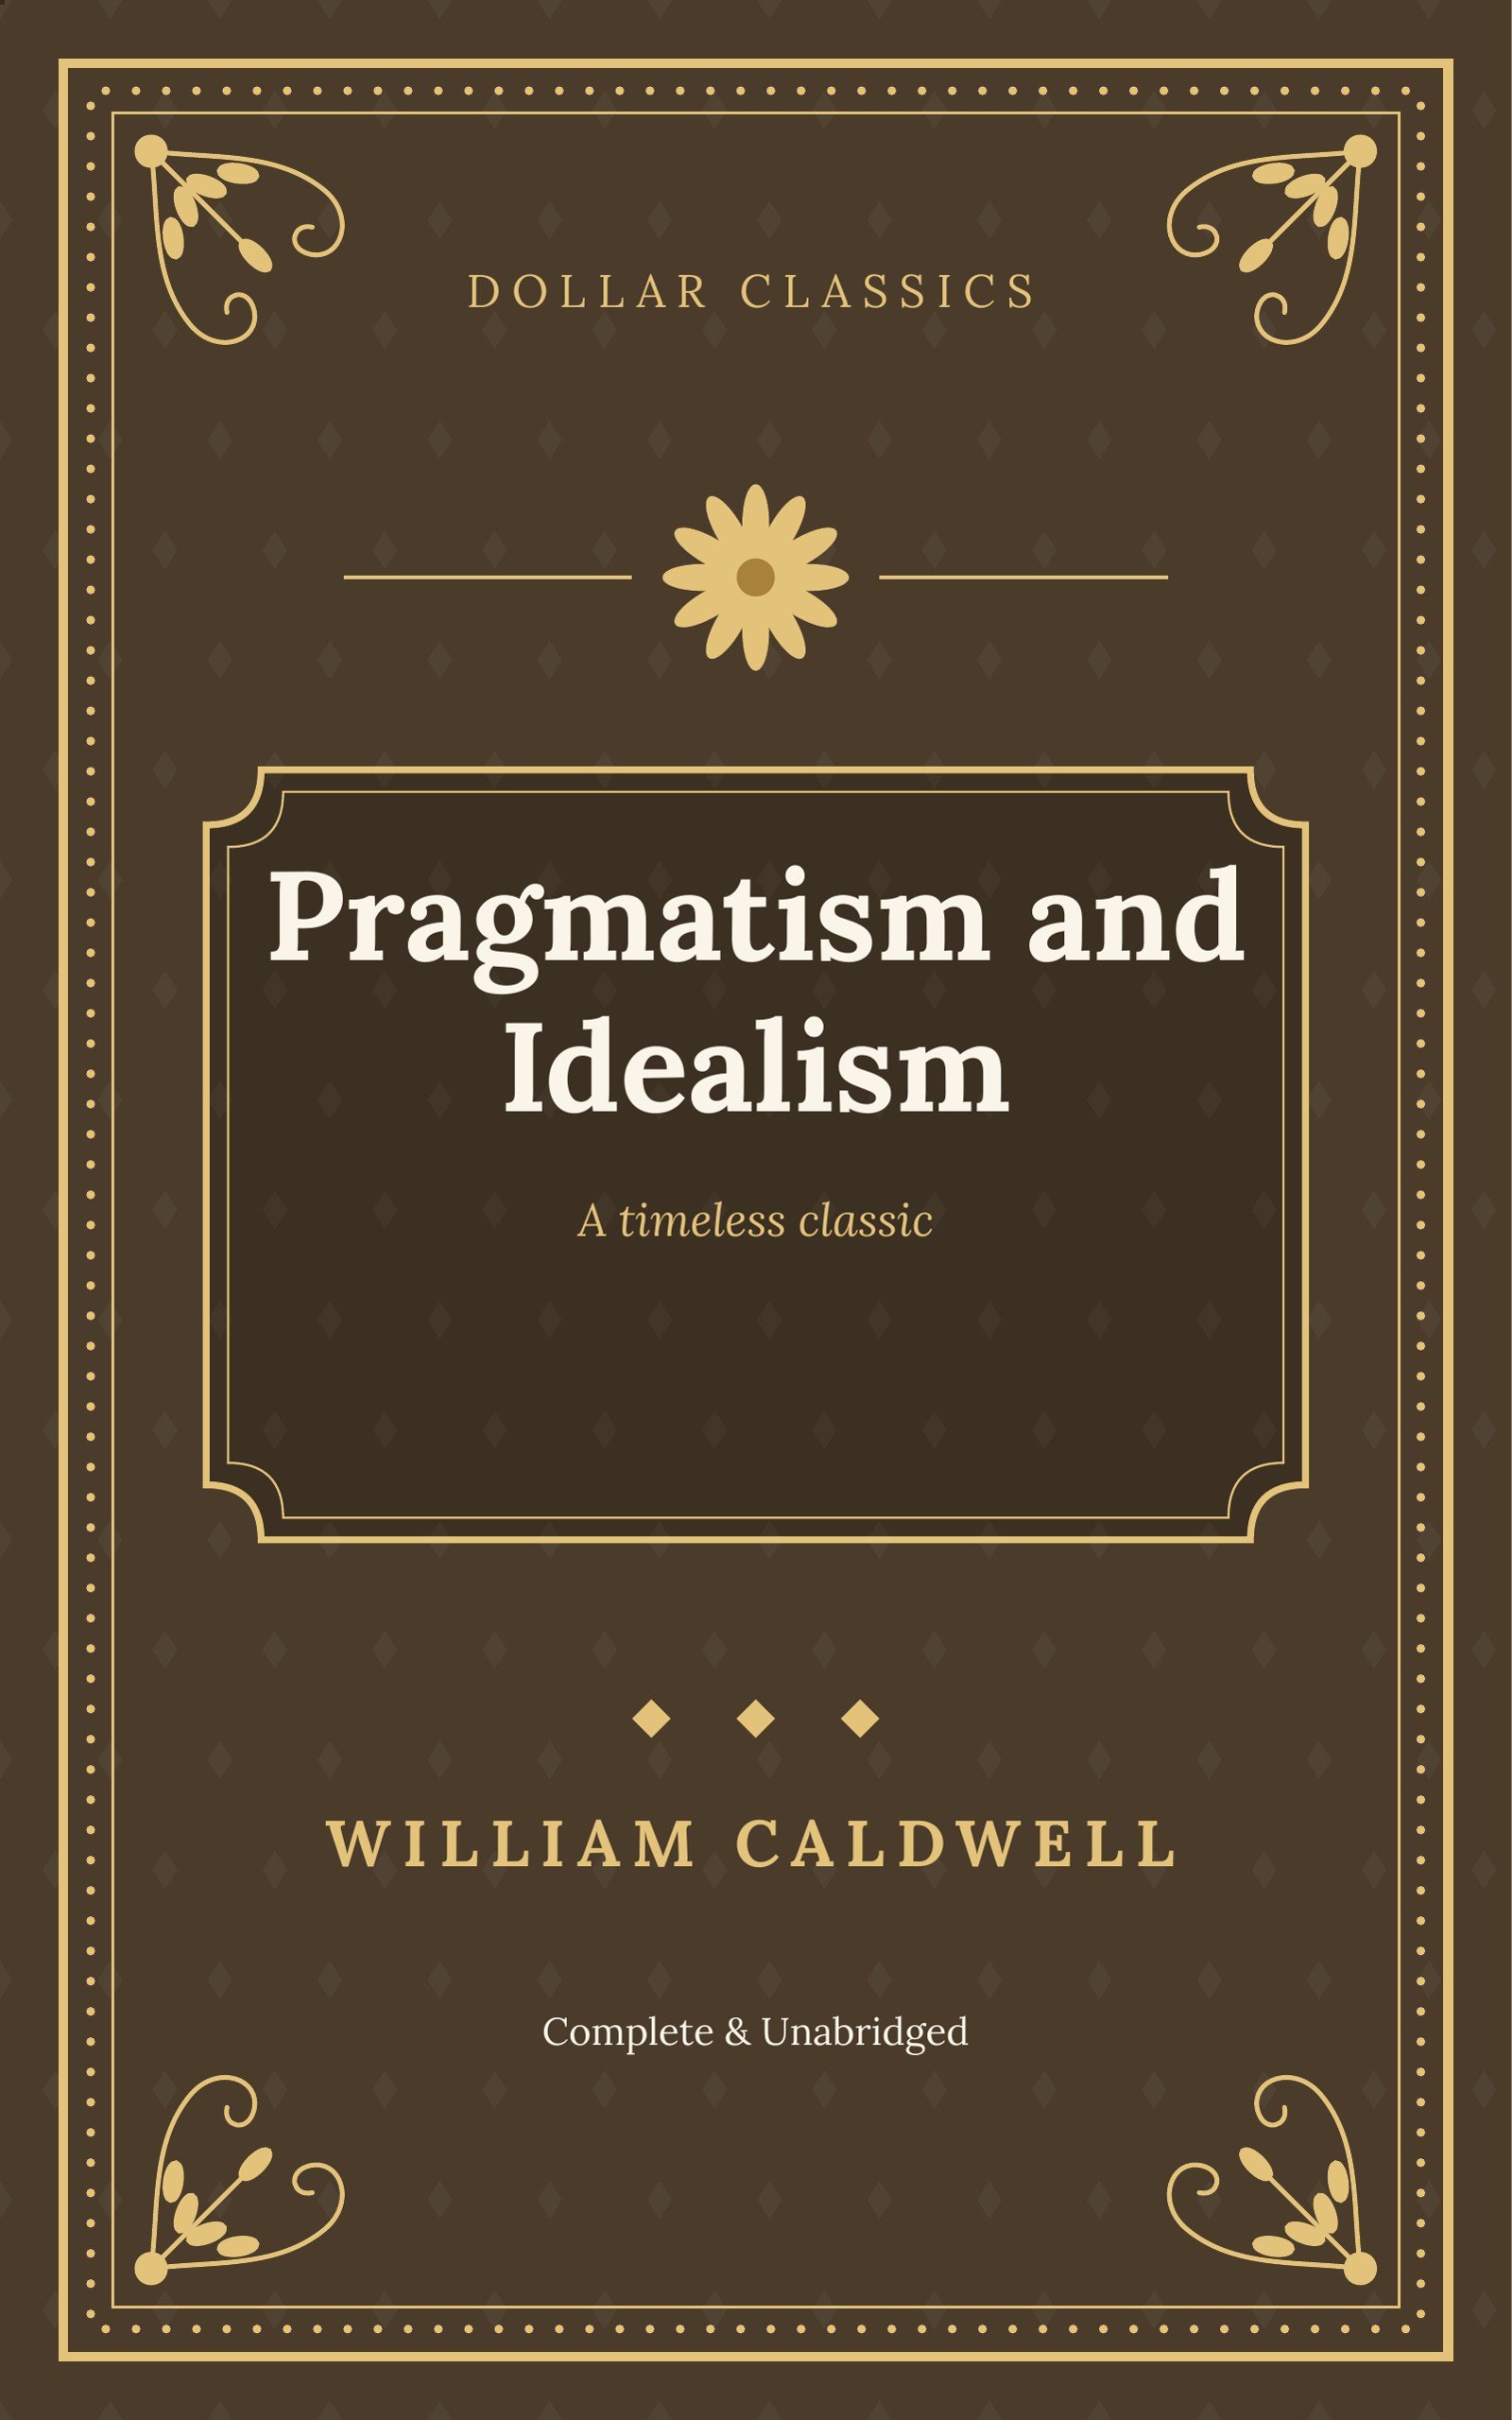 DOLLAR CLASSICS
Pragmatism and
Idealism
A timeless classic
WILLIAM CALDWELL
Complete & Unabridged